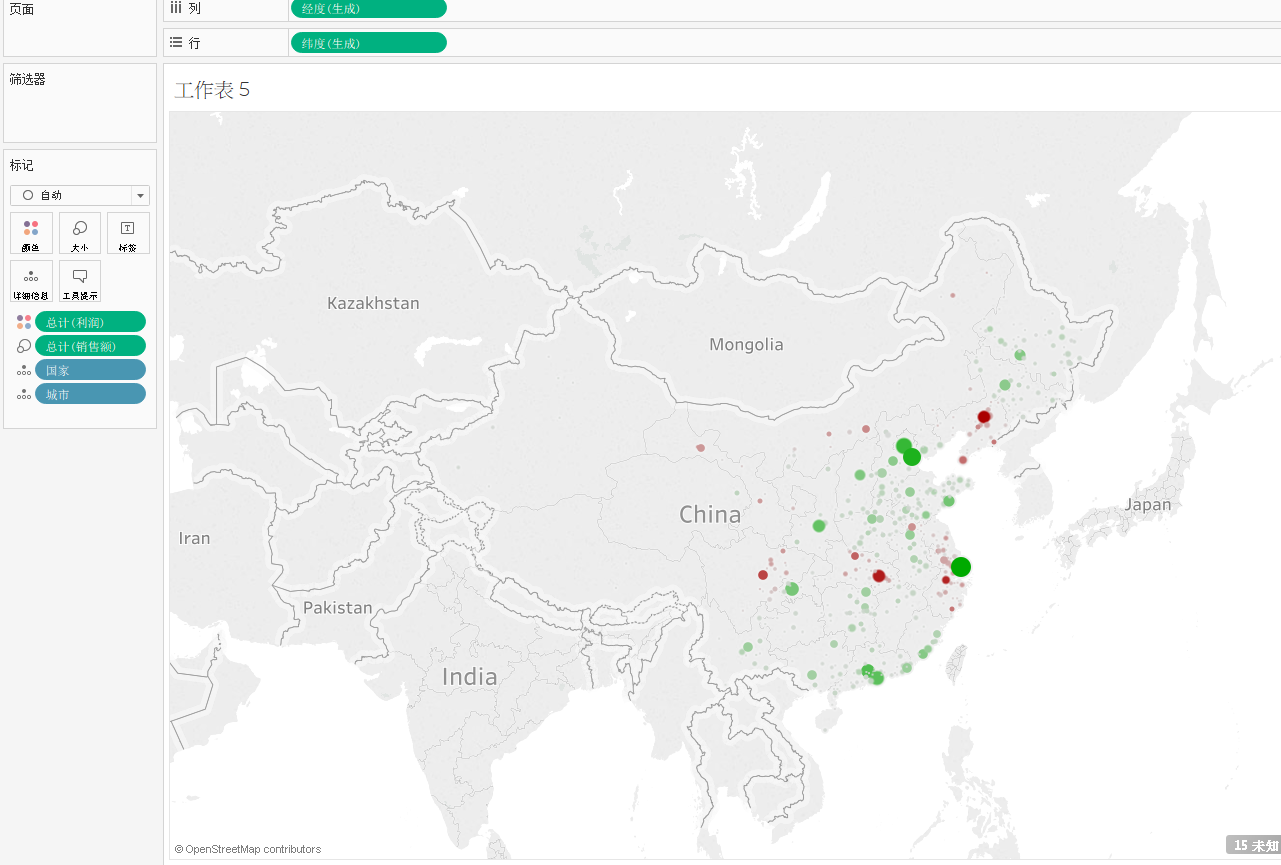 页面
列
经度(生成)
行
纬度(生成)
筛选器
工作表 5
标记
自动
颜色
大小
标签
详细信息
工具提示
总计(利润)
总计(销售额)
国家
城市
Kazakhstan
Mongolia
China
Japan
Iran
Pakistan
India
© OpenStreetMap contributors
15 未知